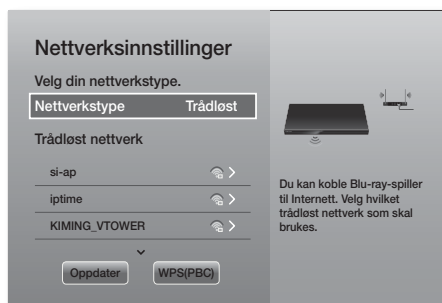 Nettverksinnstillinger
Velg din nettverkstype.
Nettverkstype Trådløst
Trådløst nettverk
si-ap
iptime
KIMING_VTOWER
Oppdater WPS(PBC)
Du kan koble Blu-ray-spiller
til Internett. Velg hvilket
trådløst nettverk som skal
brukes.